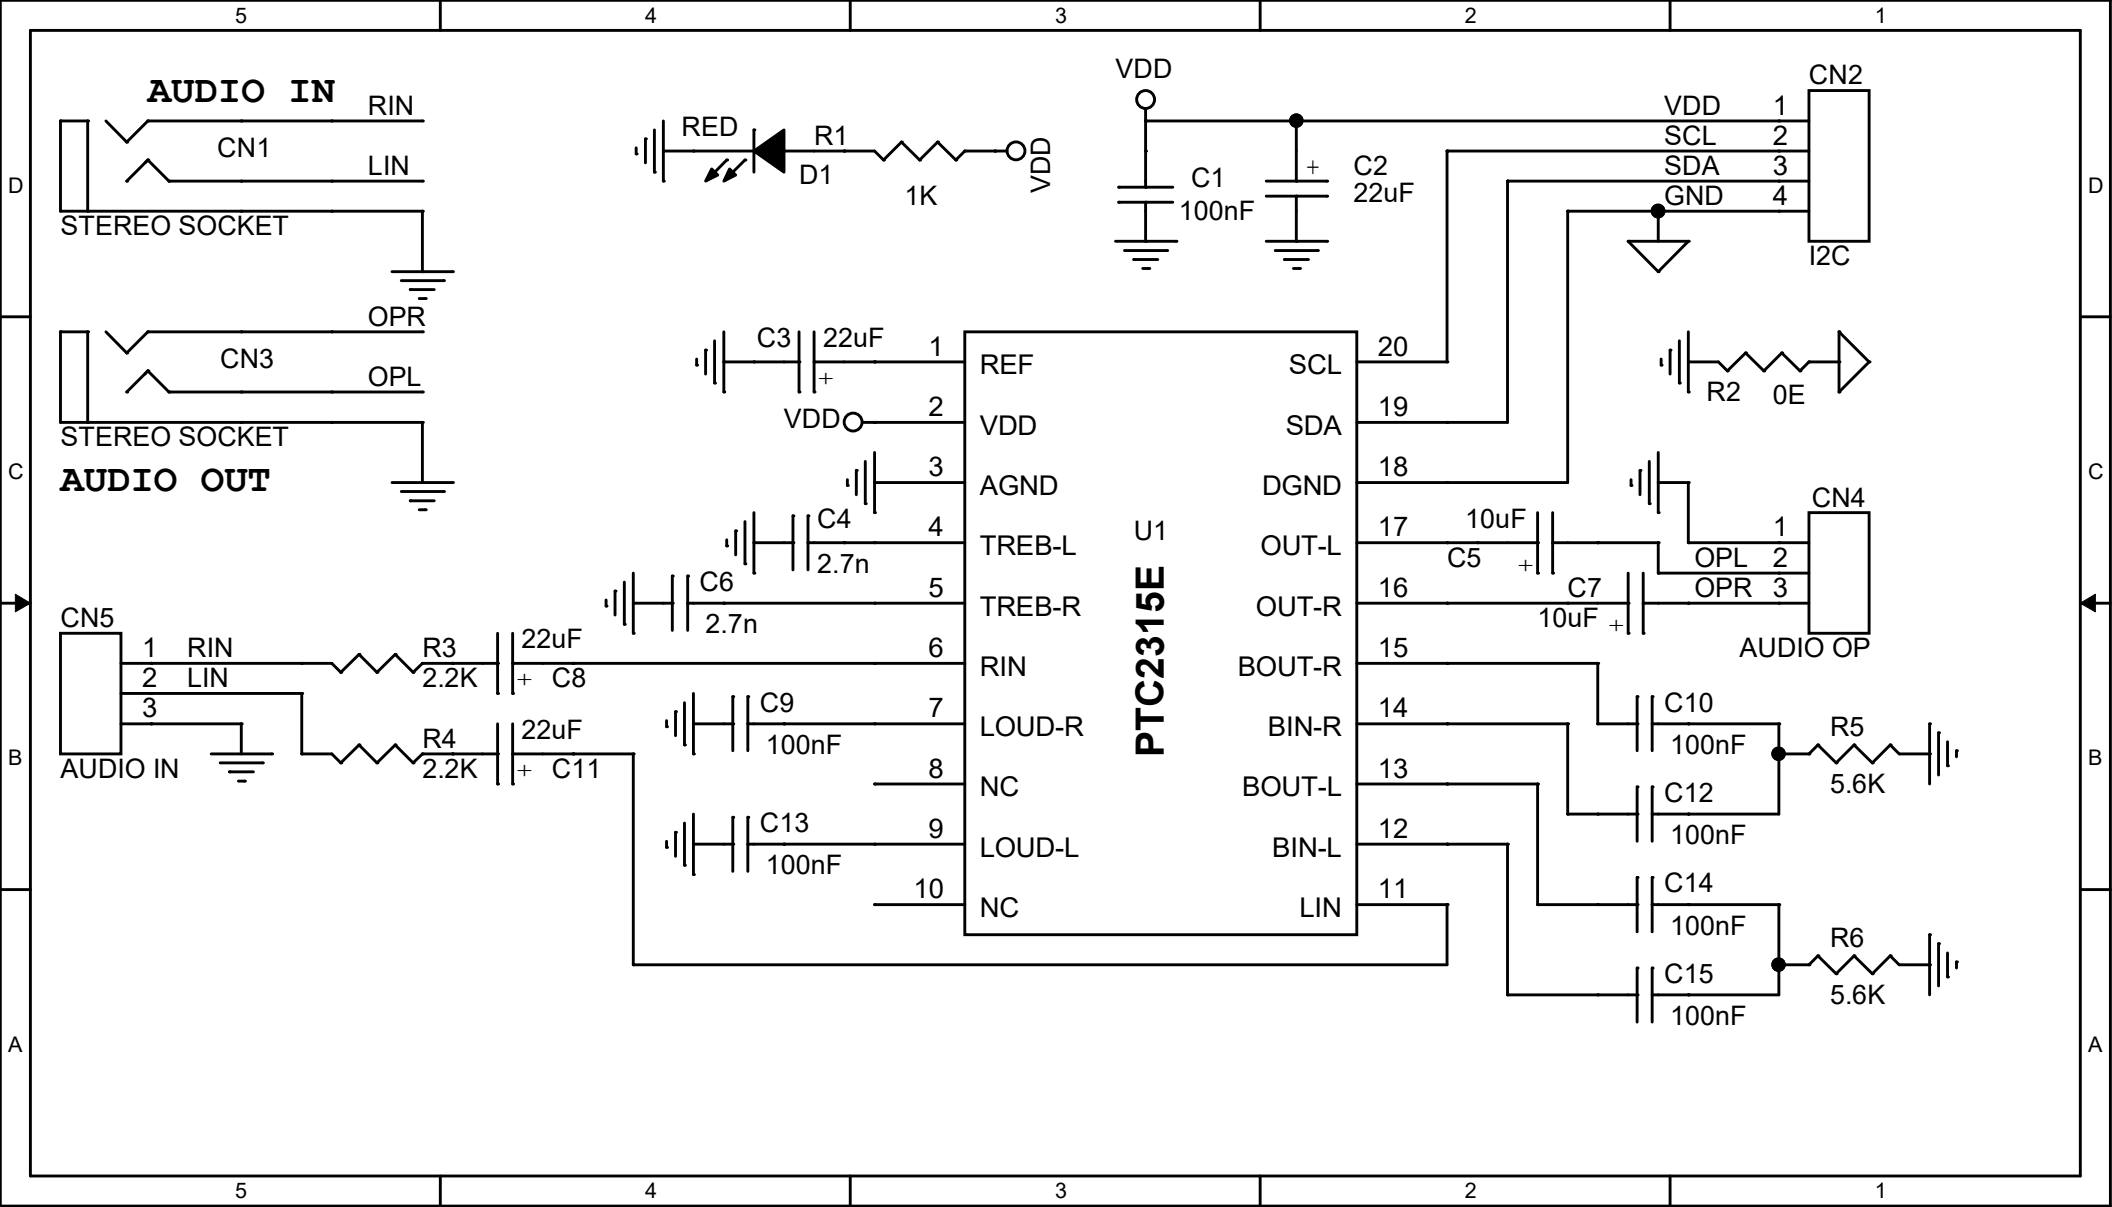 5 4 3 2 1
AUDIO IN
RIN
CN1
LIN
STEREO SOCKET
RED
D1
R1
1K
VDD
VDD
C1
100nF
+
C2
22uF
CN2
VDD 1
SCL 2
SDA 3
GND 4
I2C
D
D
OPR
CN3
OPL
STEREO SOCKET
AUDIO OUT
C3 22uF
+
VDD
C4
2.7n
C6
2.7n
1 REF
2 VDD
3 AGND
4 TREB-L
5 TREB-R
6 RIN
7 LOUD-R
8 NC
9 LOUD-L
10 NC
U1
PTC2315E
SCL 20
SDA 19
DGND 18
OUT-L 17
OUT-R 16
BOUT-R 15
BIN-R 14
BOUT-L 13
BIN-L 12
LIN 11
R2 0E
C
C
10uF
C5 +
C7
10uF +
CN4
1
OPL 2
OPR 3
AUDIO OP
CN5
1 RIN
2 LIN
3
AUDIO IN
R3
2.2K
22uF
+ C8
R4
2.2K
22uF
+ C11
C9
100nF
C13
100nF
C10
100nF
C12
100nF
R5
5.6K
C14
100nF
C15
100nF
R6
5.6K
B
B
A
A
5 4 3 2 1